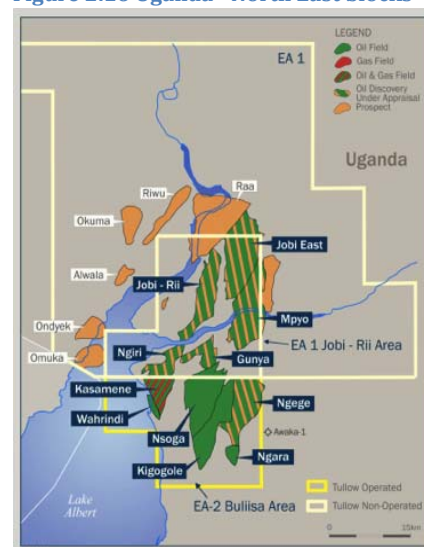 Figure 2.16 Uganda - North East Blocks
LEGEND
Oil Field
Gas Field
Oil & Gas Field
Oil Discovery
Under Appraisal
Prospect
EA 1
Uganda
Riwu
Raa
Okuma
Jobi East
Alwala
Jobi - Rii
Ondyek
Mpyo
Omuka
Ngiri
Gunya
EA 1 Jobi - Rii Area
Kasamene
Wahrindi
Ngege
Nsoga
Awaka-1
Kigogole
Ngara
Lake
Albert
EA-2 Buliisa Area
Tullow Operated
Tullow Non-Operated
0 15km